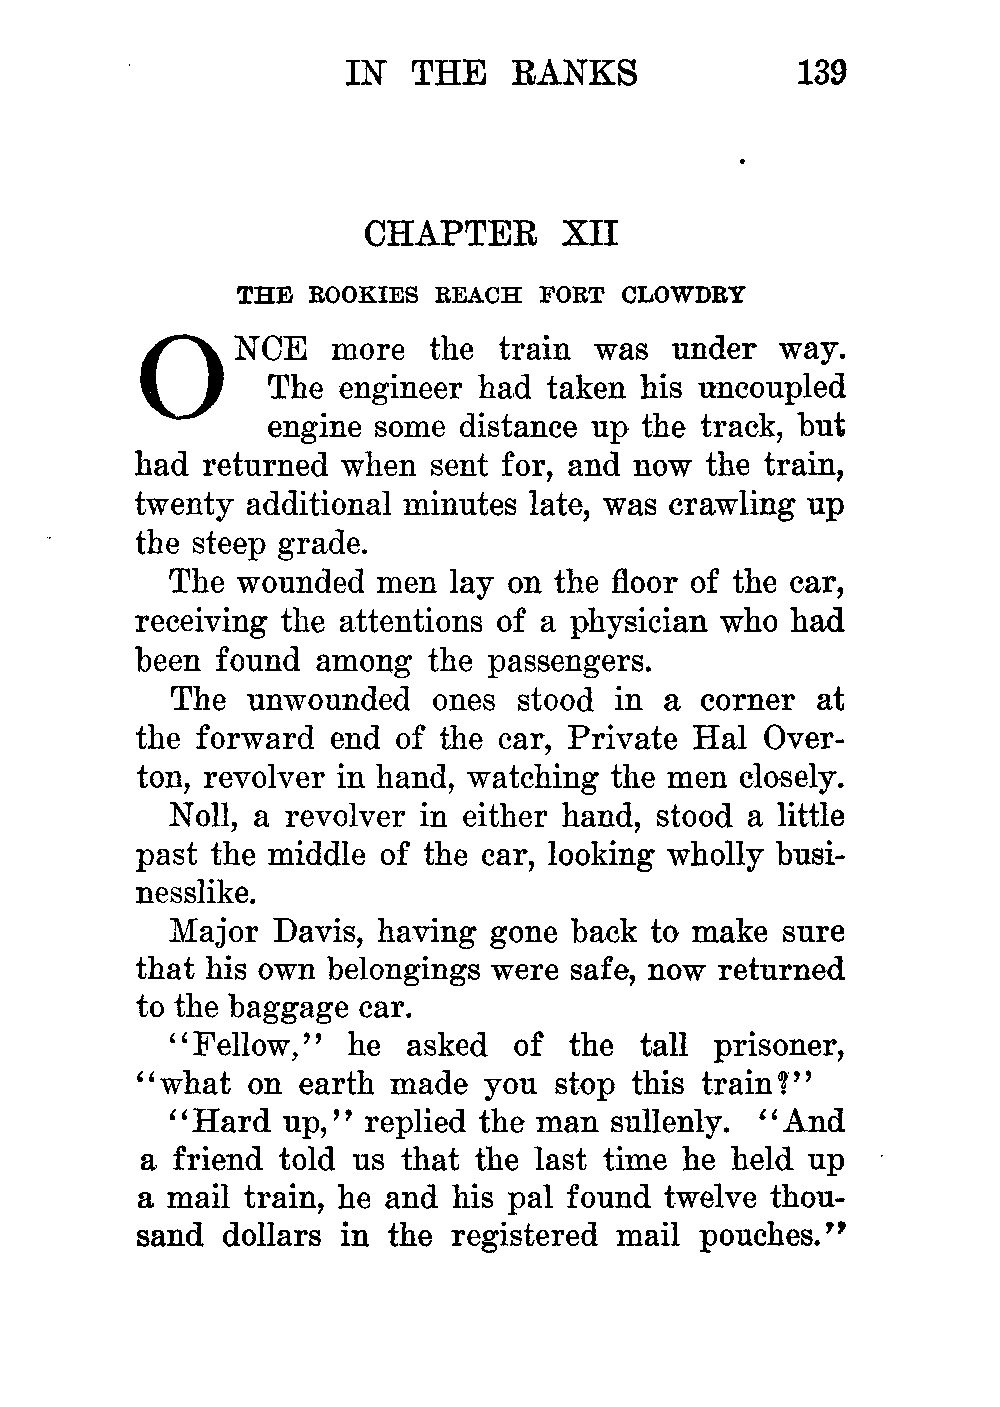 IN THE RANKS 139
CHAPTER XII
THE ROOKIES REACH FORT CLOWDRY
ONCE more the train was under way.
The engineer had taken his uncoupled
engine some distance up the track, but
had returned when sent for, and now the train,
twenty additional minutes late, was crawling up
the steep grade.
The wounded men lay on the floor of the car,
receiving the attentions of a physician who had
been found among the passengers.
The unwounded ones stood in a corner at
the forward end of the car, Private Hal Over-
ton, revolver in hand, watching the men closely.
Noll, a revolver in either hand, stood a little
past the middle of the car, looking wholly busi-
nesslike.
Major Davis, having gone back to make sure
that his own belongings were safe, now returned
to the baggage car.
“Fellow,” he asked of the tall prisoner,
“what on earth made you stop this train?”
“Hard up,” replied the man sullenly. “And
a friend told us that the last time he held up
a mail train, he and his pal found twelve thou-
sand dollars in the registered mail pouches.”